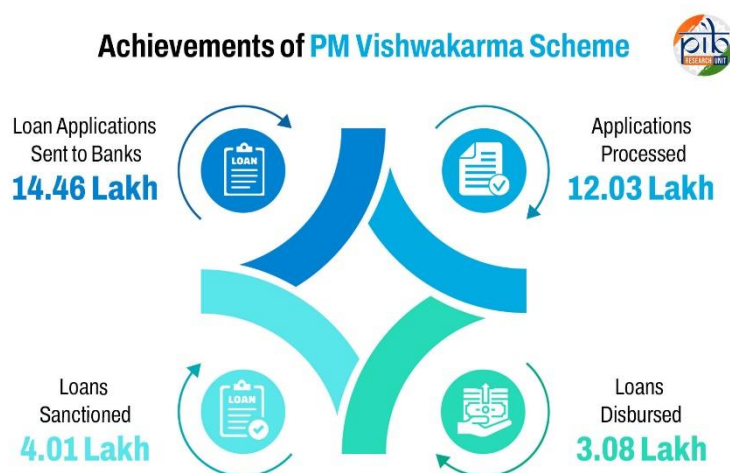 Achievements of PM Vishwakarma Scheme
pib
RESEARCH UNIT
Loan Applications
Sent to Banks
14.46 Lakh
LOAN
Applications
Processed
12.03 Lakh
Loans
Sanctioned
4.01 Lakh
LOAN
Loans
Disbursed
3.08 Lakh